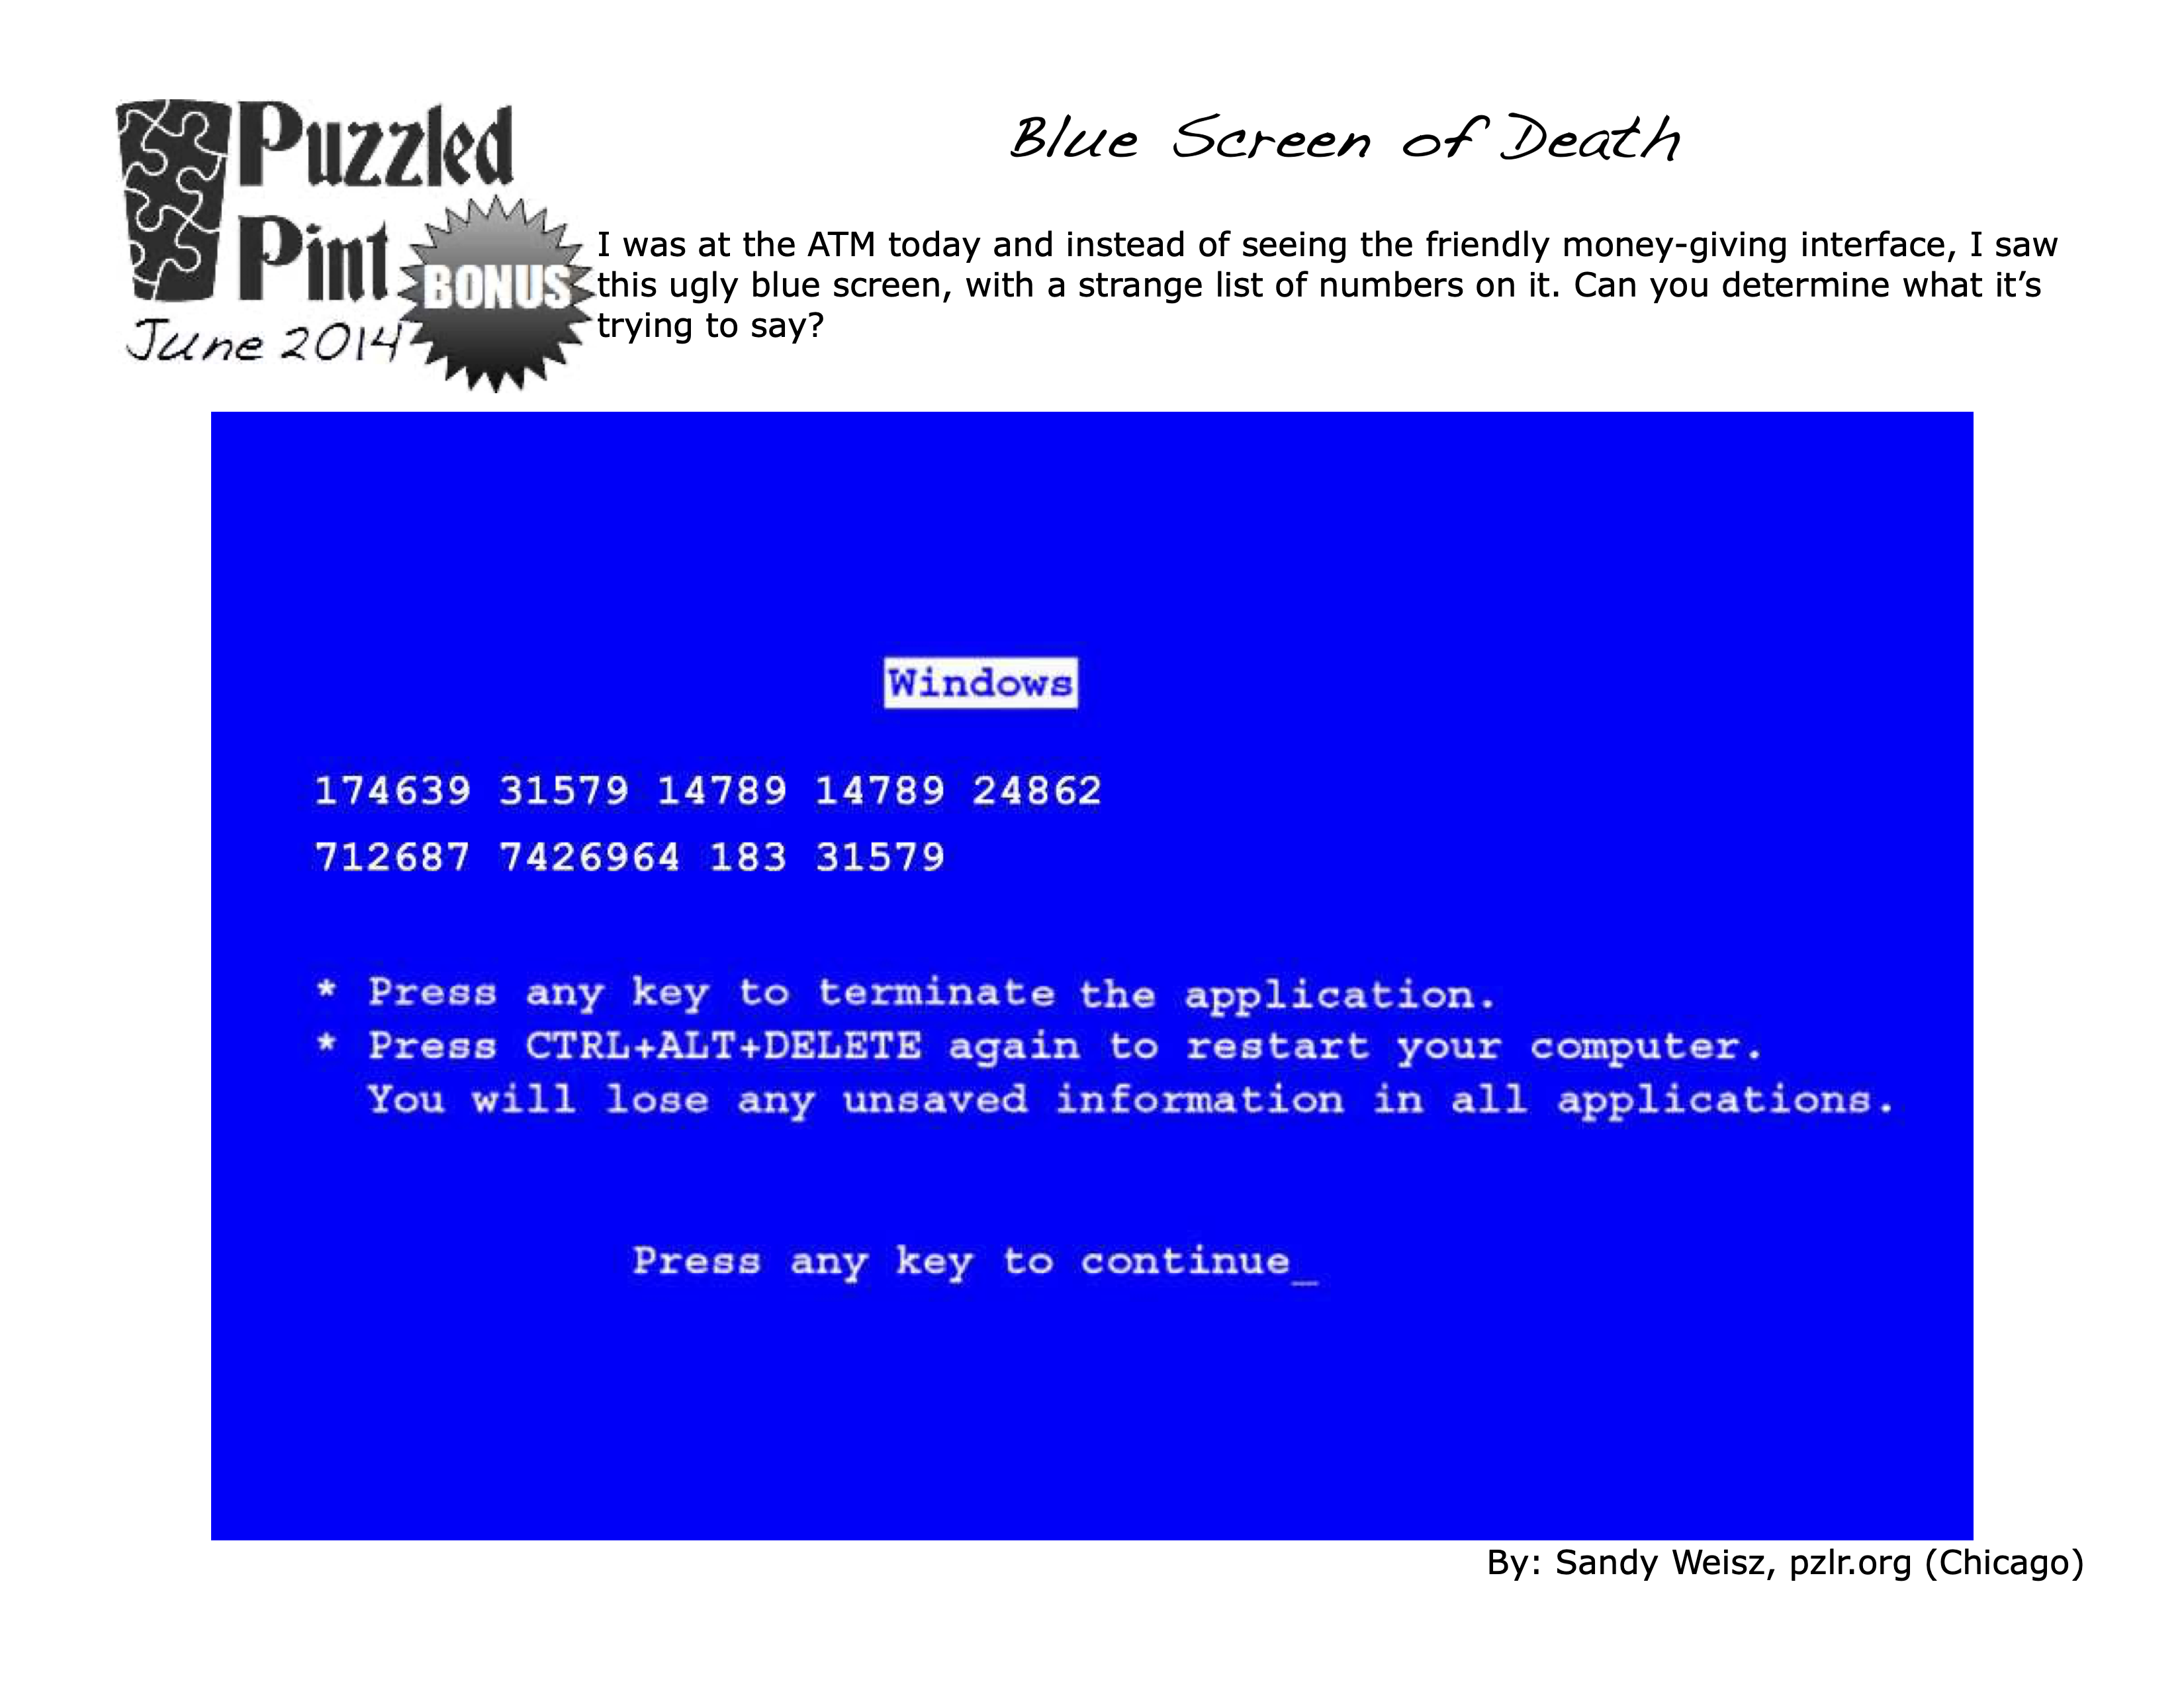 Puzzled
Pint
BONUS
June 2014
Blue Screen of Death
I was at the ATM today and instead of seeing the friendly money-giving interface, I saw
this ugly blue screen, with a strange list of numbers on it. Can you determine what it’s
trying to say?
Windows
174639 31579 14789 14789 24862
712687 7426964 183 31579
* Press any key to terminate the application.
* Press CTRL+ALT+DELETE again to restart your computer.
You will lose any unsaved information in all applications.
Press any key to continue_
By: Sandy Weisz, pzlr.org (Chicago)